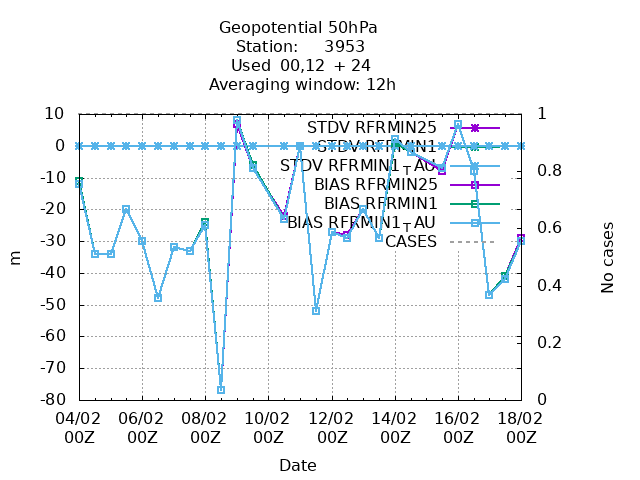 Geopotential 50hPa
Station: 3953
Used 00,12 + 24
Averaging window: 12h
10
0
-10
-20
-30
-40
-50
-60
-70
-80
m
1
0.8
0.6
0.4
0.2
0
No cases
STDV RFRMIN25
STDV RFRMIN1
STDV RFRMIN1_AU
BIAS RFRMIN25
BIAS RFRMIN1
BIAS RFRMIN1_AU
CASES
04/02 06/02 08/02 10/02 12/02 14/02 16/02 18/02
00Z 00Z 00Z 00Z 00Z 00Z 00Z 00Z
Date